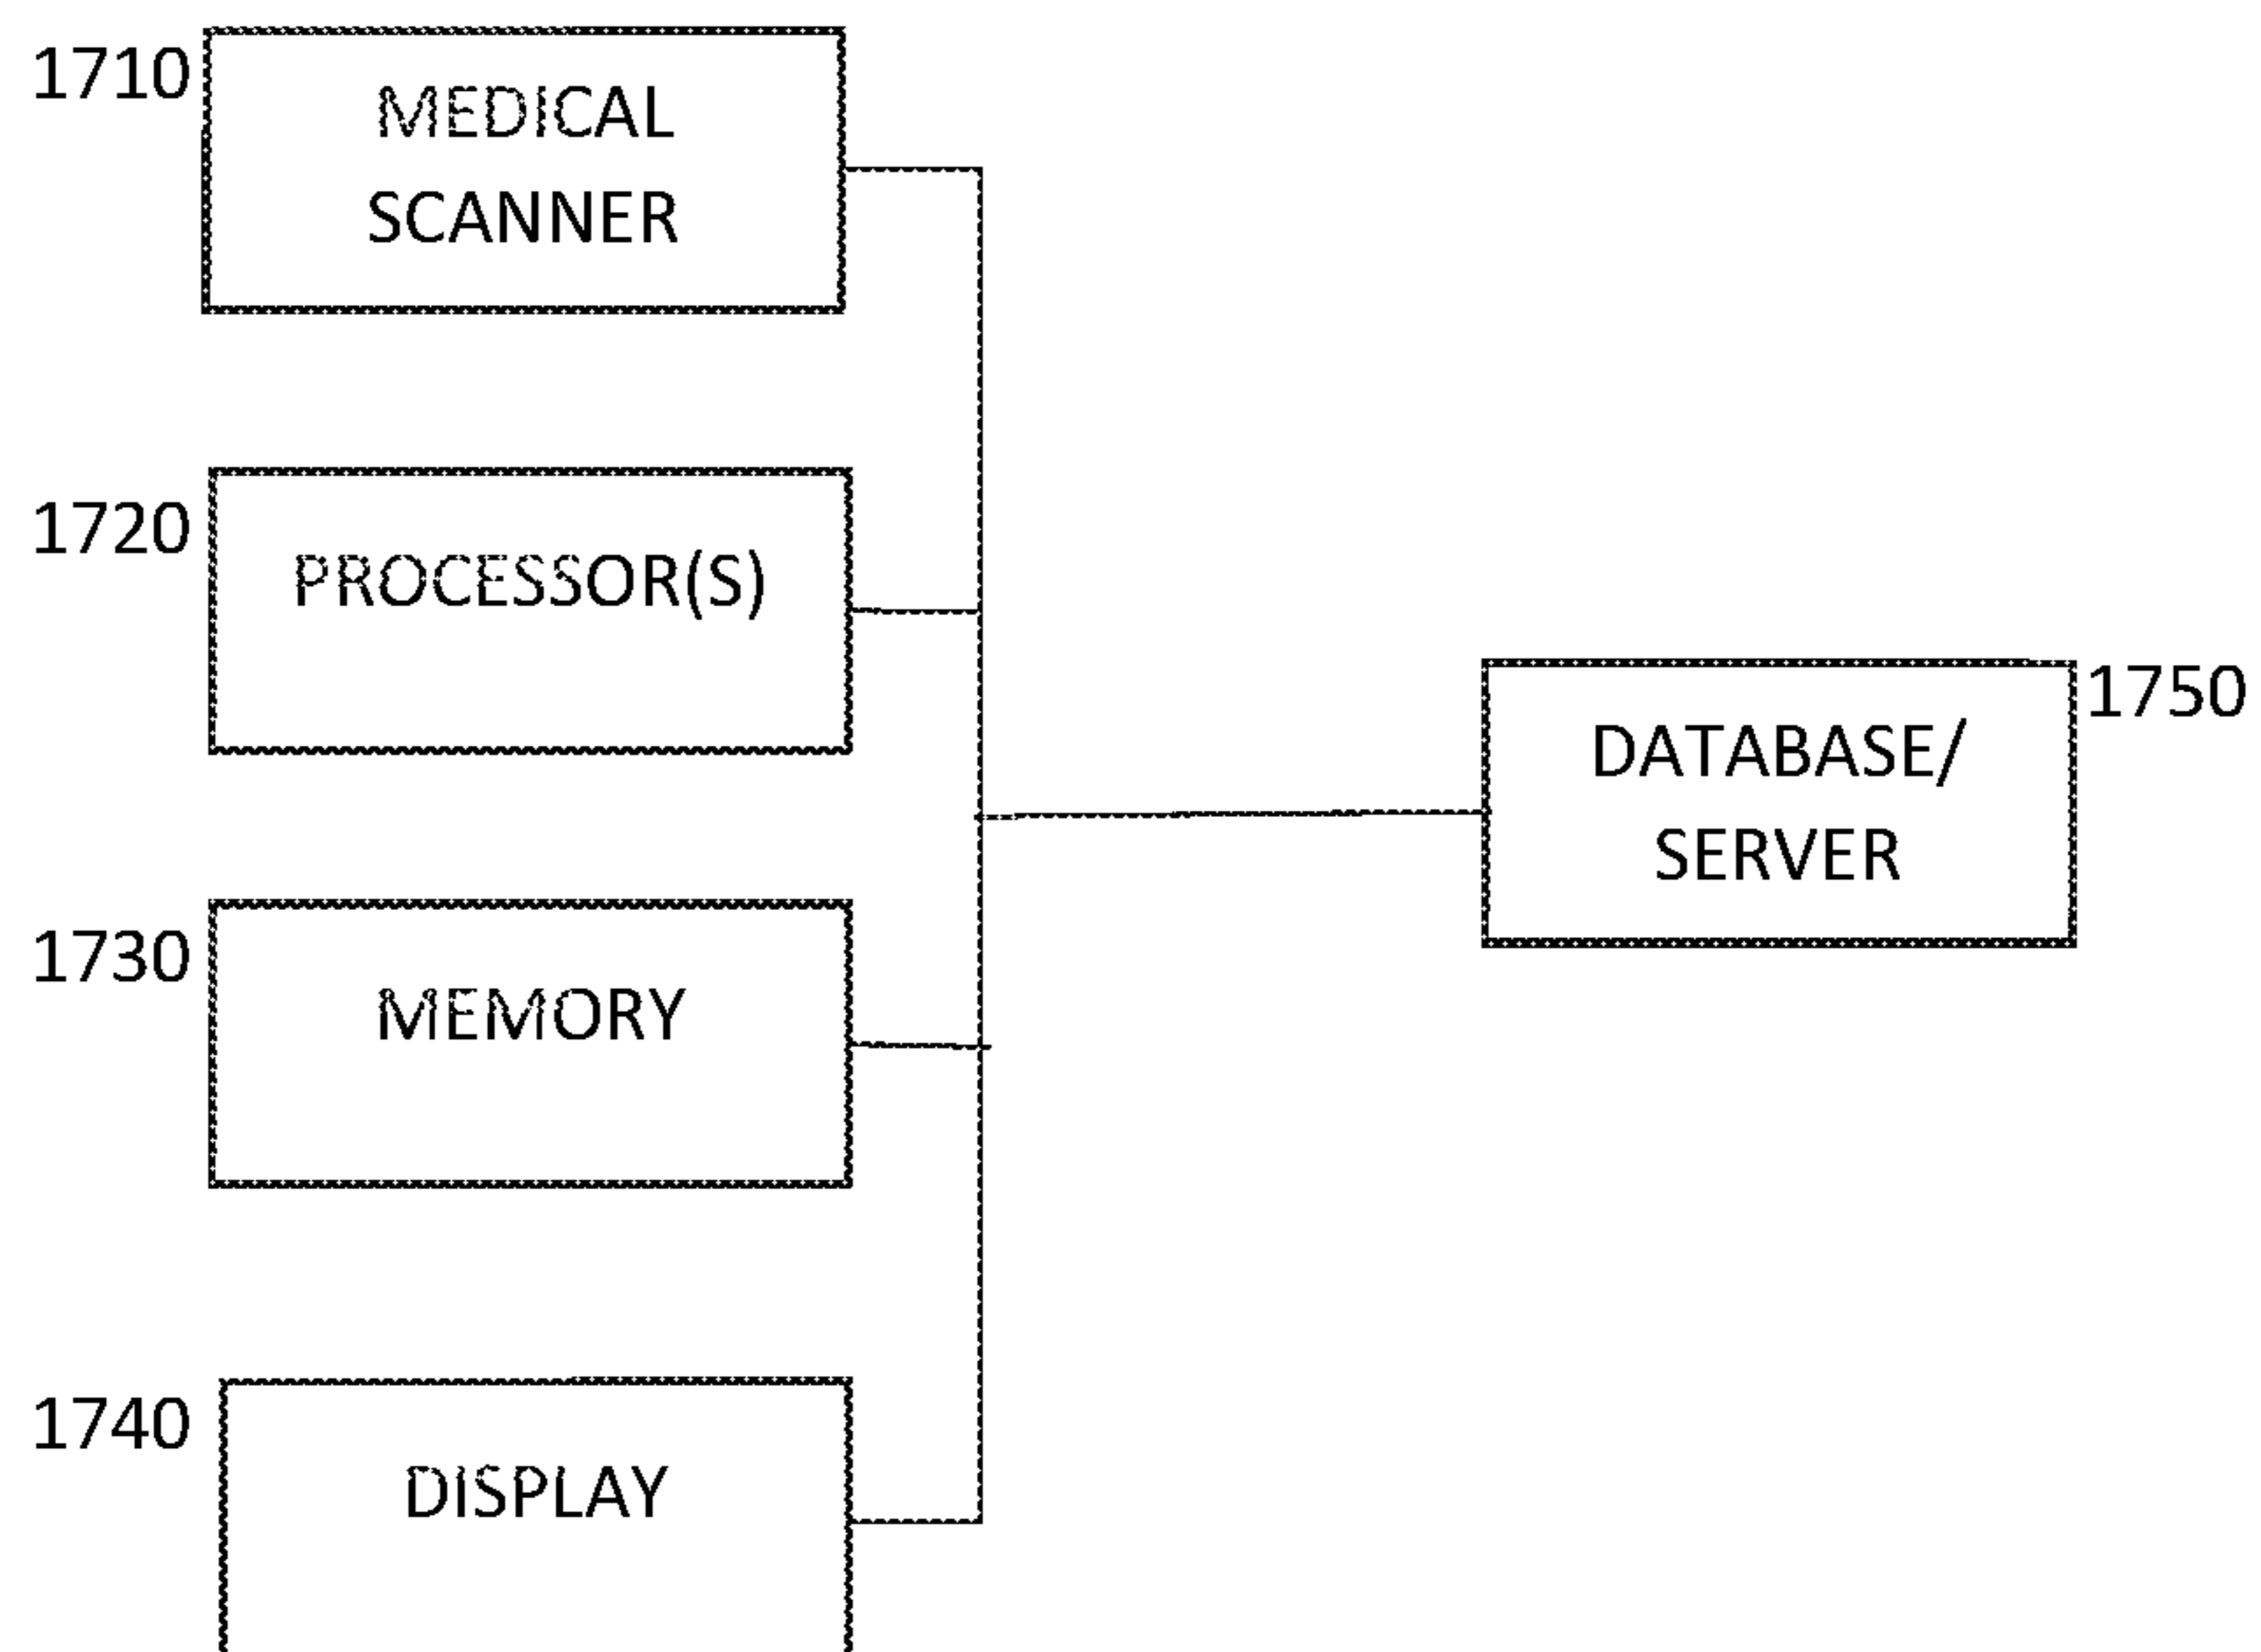 1710
MEDICAL
SCANNER
1720
PROCESSOR(S)
1750
DATABASE/
SERVER
1730
MEMORY
1740
DISPLAY